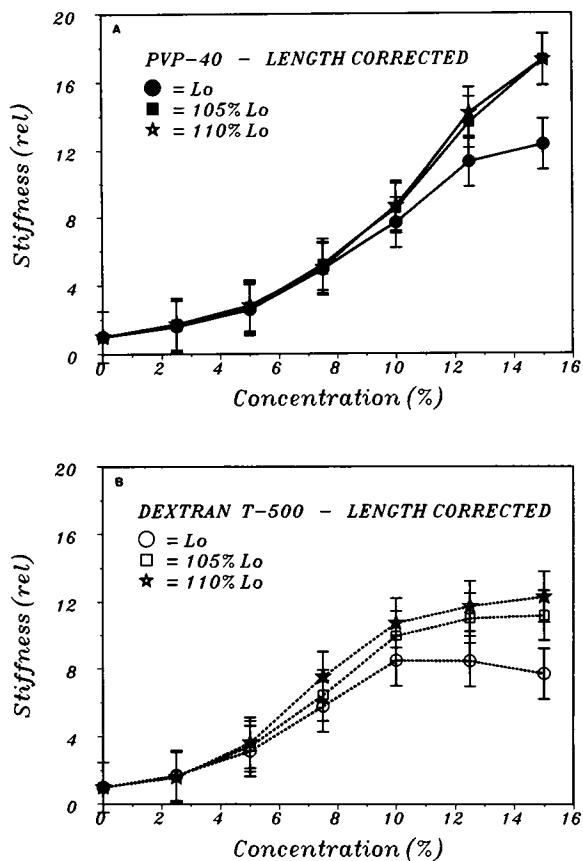 A
PVP-40 - LENGTH CORRECTED
= Lo
= 105% Lo
= 110% Lo
Stiffness (rel)
20
16
12
8
4
0
0 2 4 6 8 10 12 14 16
Concentration (%)
B
DEXTRAN T-500 - LENGTH CORRECTED
= Lo
= 105% Lo
= 110% Lo
Stiffness (rel)
20
16
12
8
4
0
0 2 4 6 8 10 12 14 16
Concentration (%)